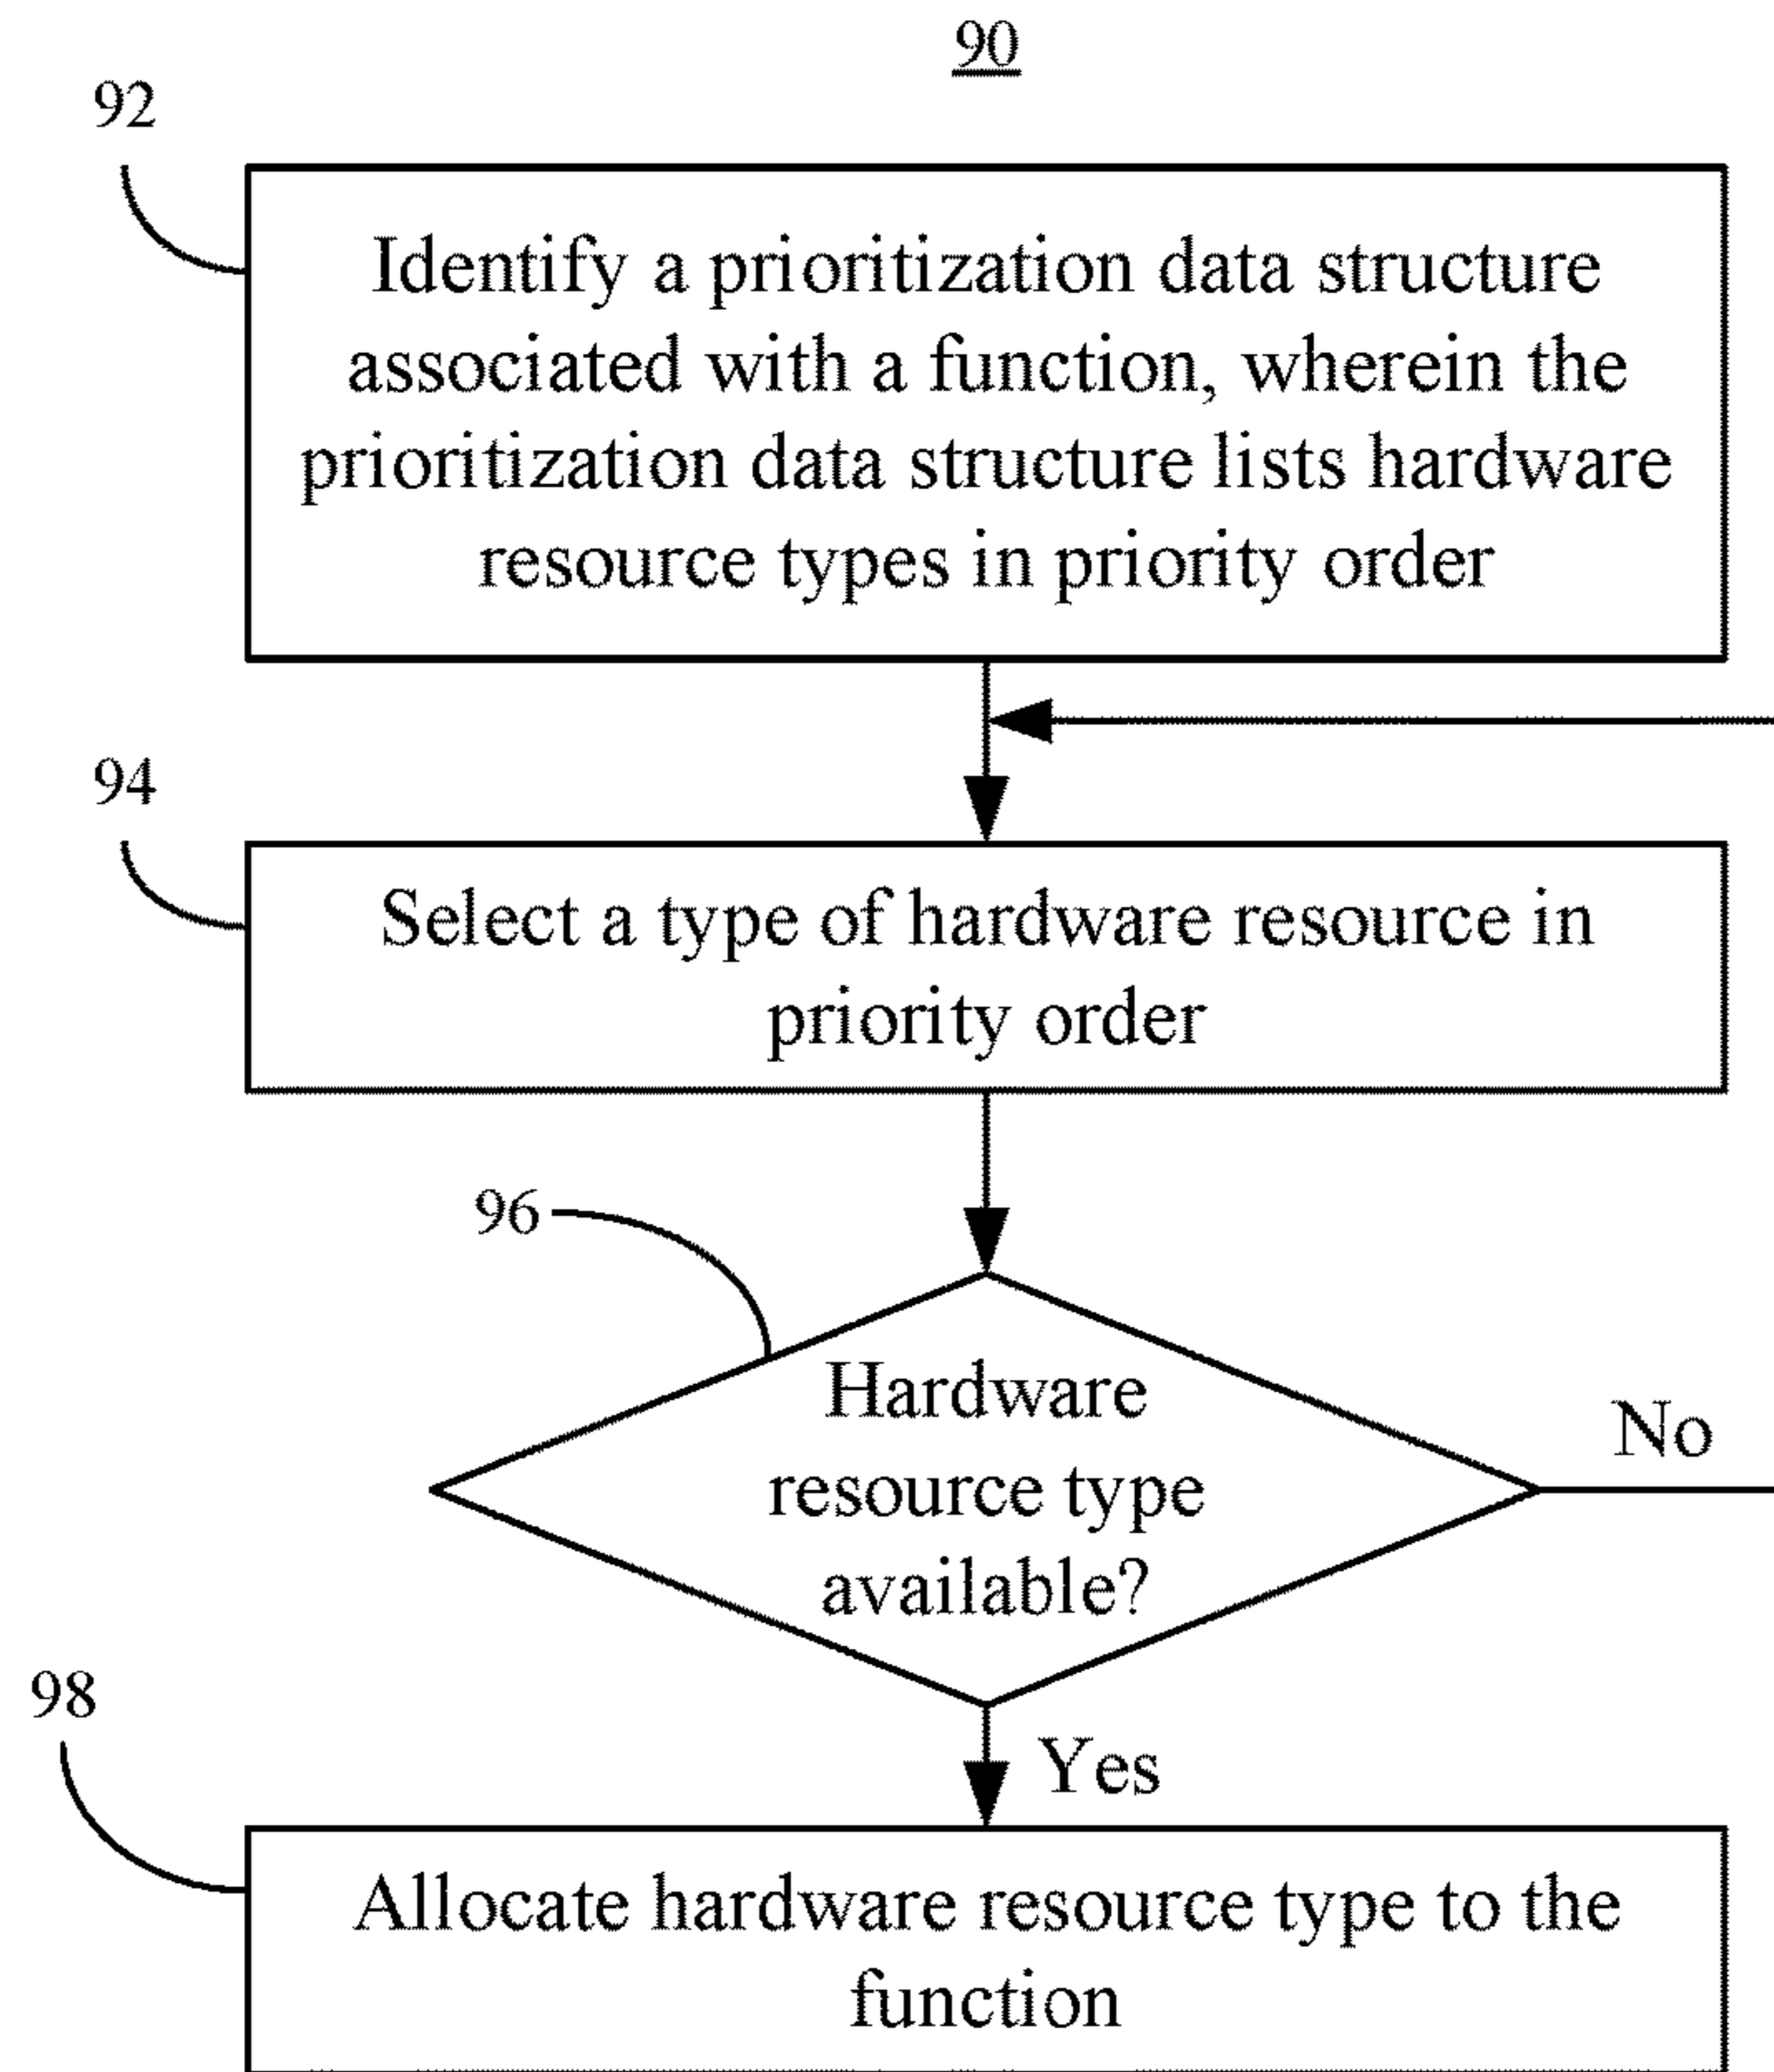 90
92
Identify a prioritization data structure
associated with a function, wherein the
prioritization data structure lists hardware
resource types in priority order
94
Select a type of hardware resource in
priority order
96
Hardware
resource type
available?
No
Yes
98
Allocate hardware resource type to the
function